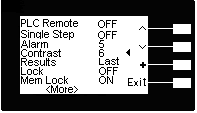 PLC Remote OFF
Single Step OFF
Alarm 5
Contrast 6
Results Last
Lock OFF
Mem Lock ON Exit
<More>